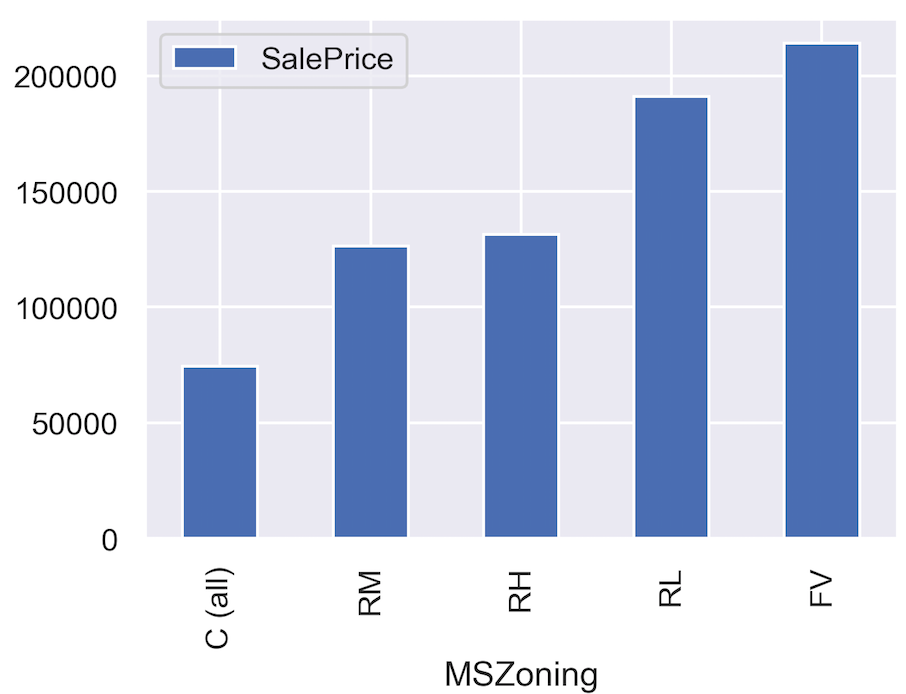 SalePrice
200000
150000
100000
50000
0
C (all)
RM
RH
RL
FV
MSZoning